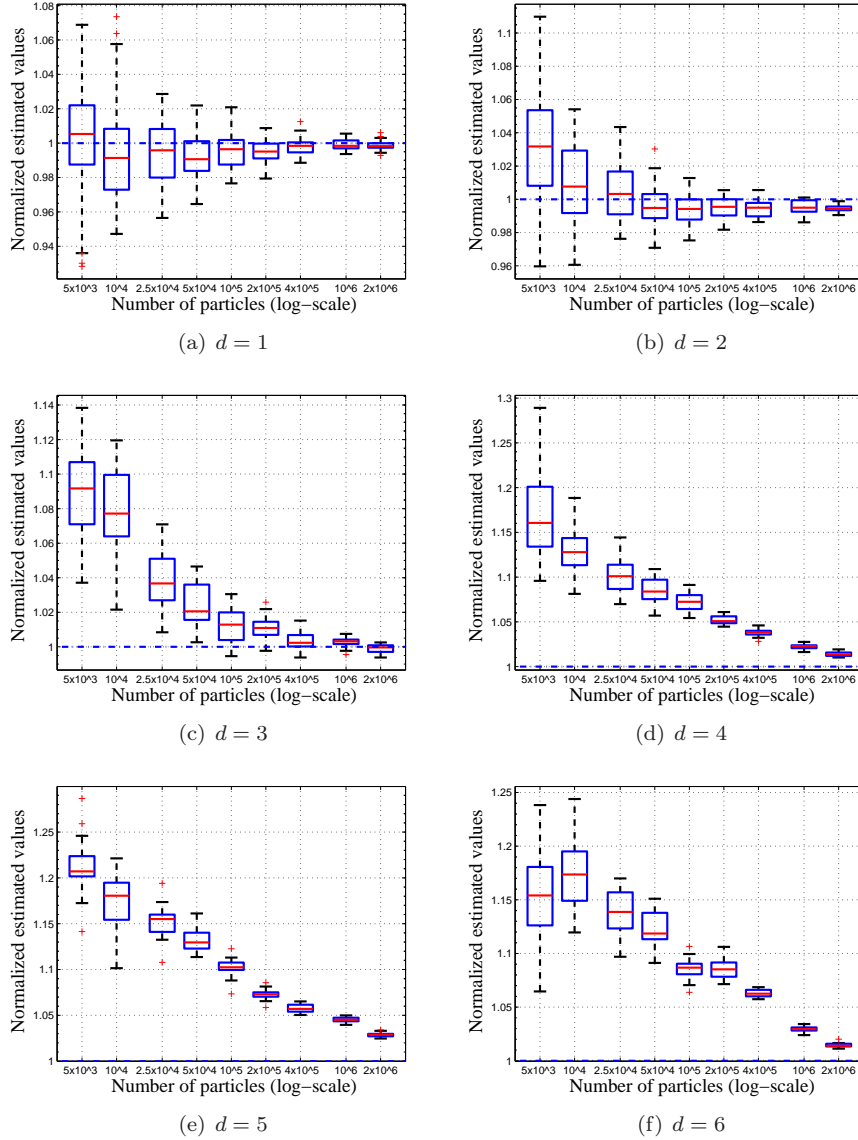 1.08
1.06
1.04
1.02
1
0.98
0.96
0.94
Normalized estimated values
5x10^3 10^4 2.5x10^4 5x10^4 10^5 2x10^5 4x10^5 10^6 2x10^6
Number of particles (log−scale)
(a) d = 1
1.1
1.08
1.06
1.04
1.02
1
0.98
0.96
Normalized estimated values
5x10^3 10^4 2.5x10^4 5x10^4 10^5 2x10^5 4x10^5 10^6 2x10^6
Number of particles (log−scale)
(b) d = 2
1.14
1.12
1.1
1.08
1.06
1.04
1.02
1
Normalized estimated values
5x10^3 10^4 2.5x10^4 5x10^4 10^5 2x10^5 4x10^5 10^6 2x10^6
Number of particles (log−scale)
(c) d = 3
1.3
1.25
1.2
1.15
1.1
1.05
1
Normalized estimated values
5x10^3 10^4 2.5x10^4 5x10^4 10^5 2x10^5 4x10^5 10^6 2x10^6
Number of particles (log−scale)
(d) d = 4
1.25
1.2
1.15
1.1
1.05
1
Normalized estimated values
5x10^3 10^4 2.5x10^4 5x10^4 10^5 2x10^5 4x10^5 10^6 2x10^6
Number of particles (log−scale)
(e) d = 5
1.25
1.2
1.15
1.1
1.05
1
Normalized estimated values
5x10^3 10^4 2.5x10^4 5x10^4 10^5 2x10^5 4x10^5 10^6 2x10^6
Number of particles (log−scale)
(f) d = 6